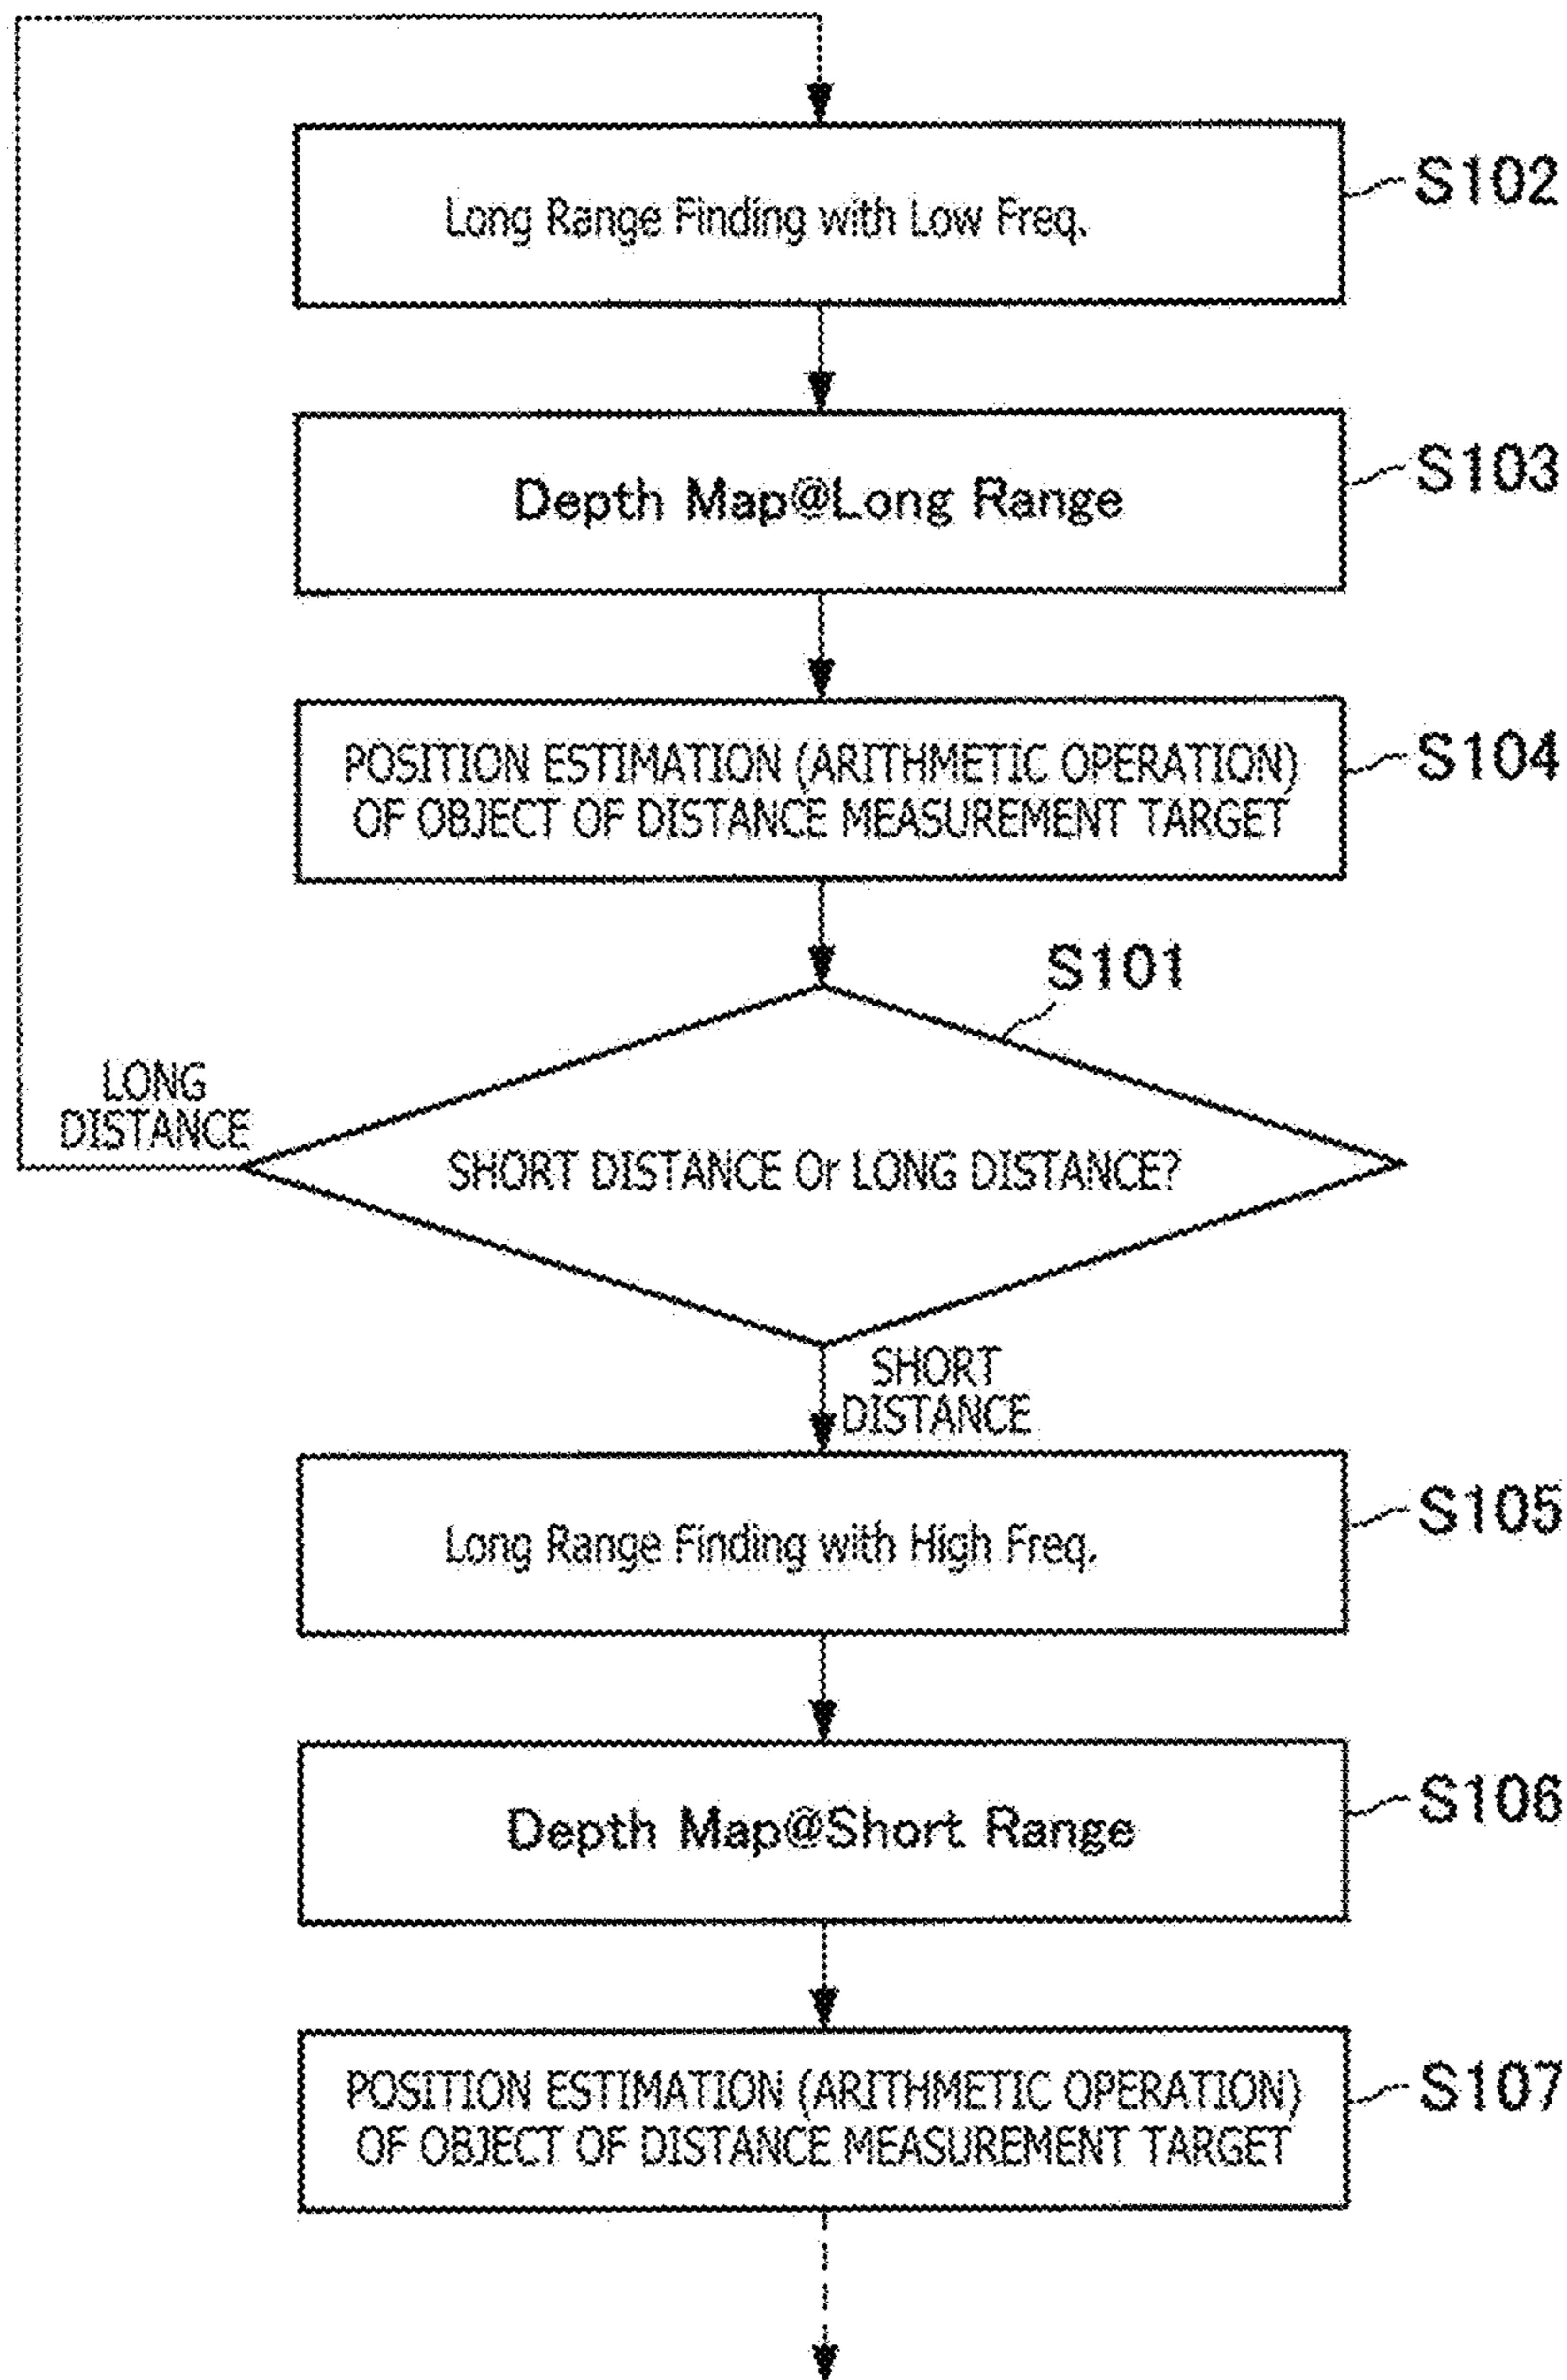 Long Range Finding with Low Freq.
S102
Depth Map@Long Range
S103
POSITION ESTIMATION (ARITHMETIC OPERATION)
OF OBJECT OF DISTANCE MEASUREMENT TARGET
S104
S101
LONG
DISTANCE
SHORT DISTANCE Or LONG DISTANCE?
SHORT
DISTANCE
Long Range Finding with High Freq.
S105
Depth Map@Short Range
S106
POSITION ESTIMATION (ARITHMETIC OPERATION)
OF OBJECT OF DISTANCE MEASUREMENT TARGET
S107